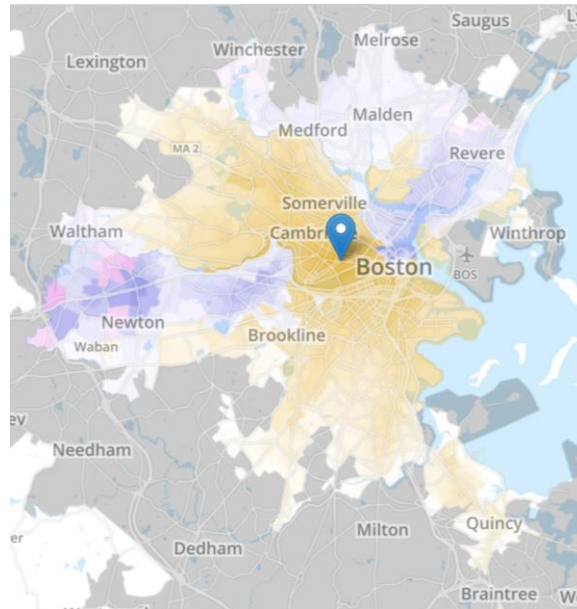 Saugus
Melrose
Winchester
Lexington
Malden
Medford
MA 2
Revere
Somerville
Waltham
Winthrop
Boston
BOS
Newton
Brookline
Waban
Needham
Quincy
Milton
Dedham
Braintree